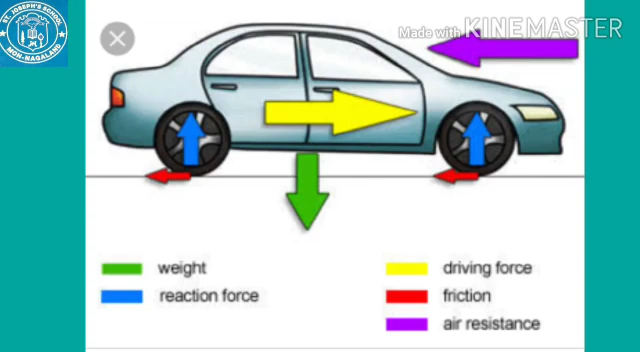 ST. JOSEPH'S SCHOOL
MON-NAGALAND
Made with KINEMASTER
weight
reaction force
driving force
friction
air resistance